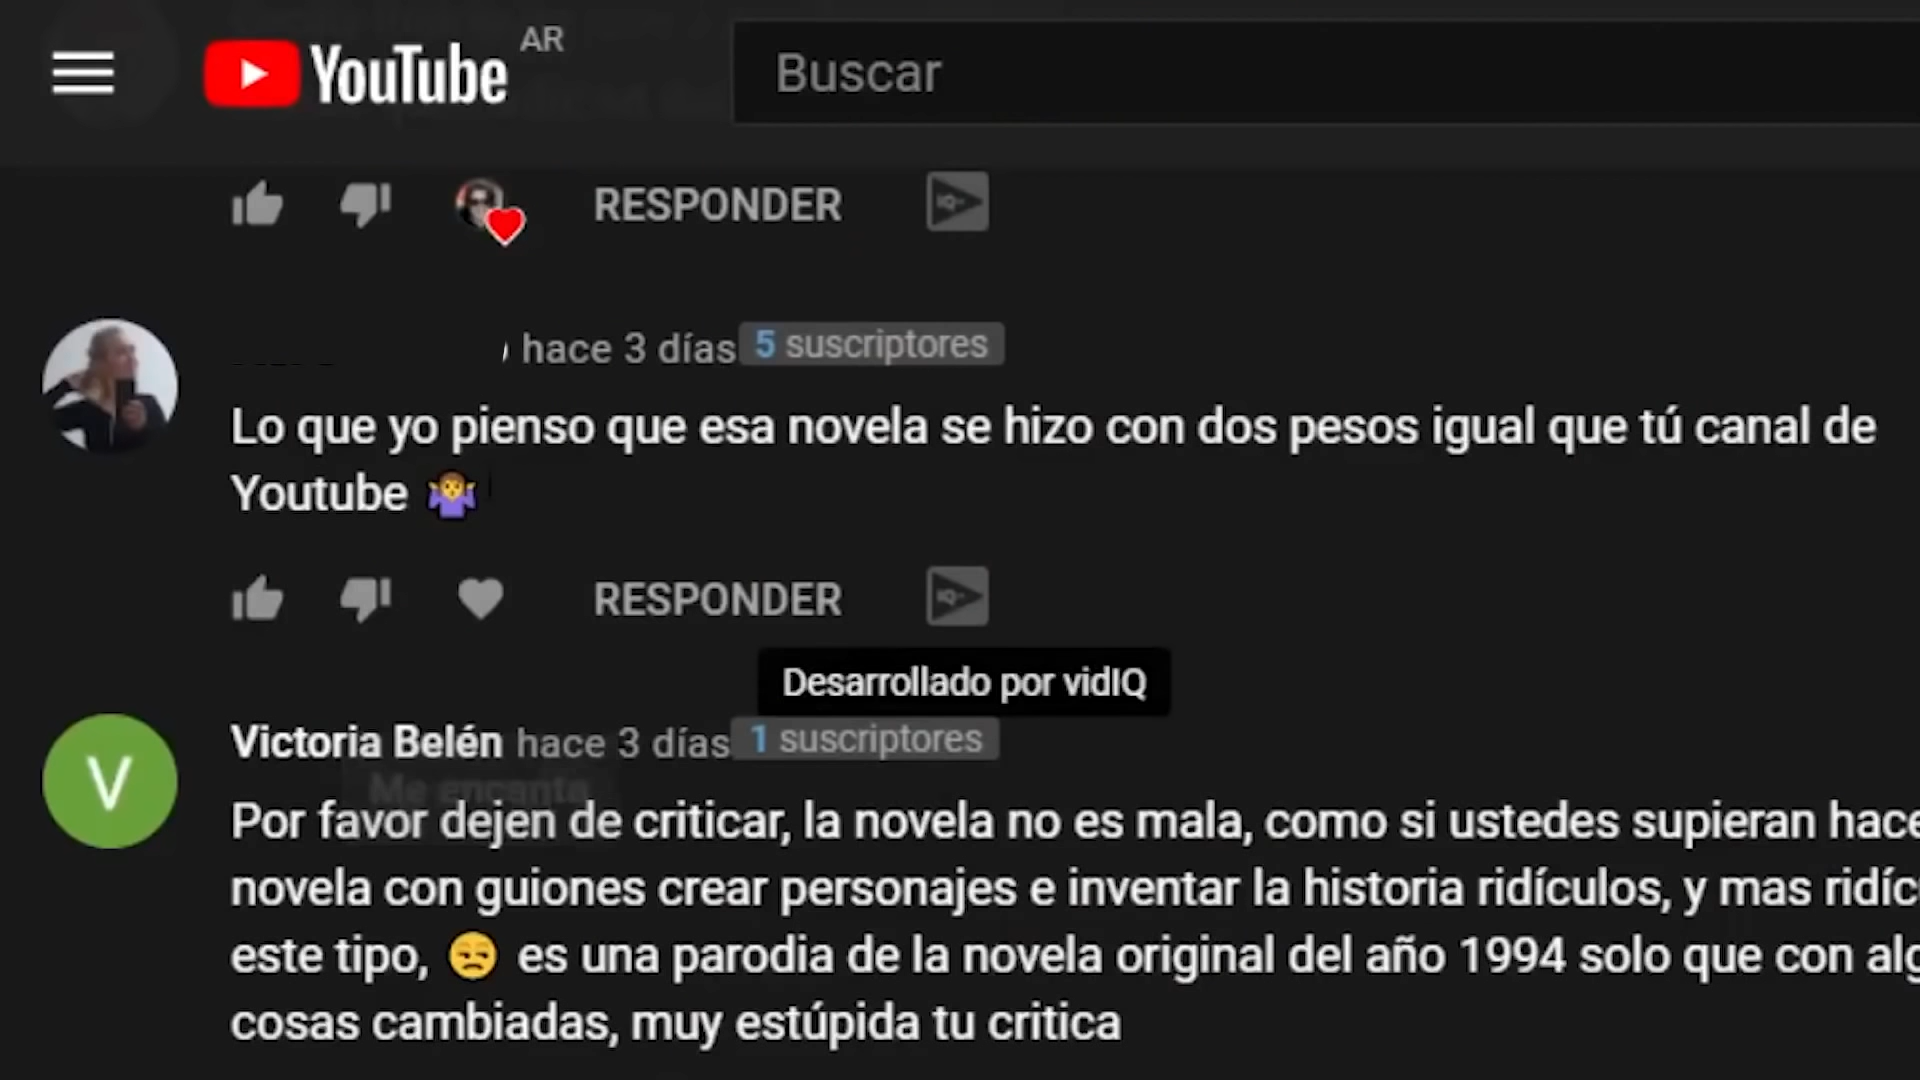 YouTube AR
Buscar
RESPONDER
hace 3 días 5 suscriptores
Lo que yo pienso que esa novela se hizo con dos pesos igual que tú canal de
Youtube 🤷‍♀️
RESPONDER
Desarrollado por vidIQ
Victoria Belén hace 3 días 1 suscriptores
Me encanta
Por favor dejen de criticar, la novela no es mala, como si ustedes supieran hace
novela con guiones crear personajes e inventar la historia ridículos, y mas ridíc
este tipo, 😒 es una parodia de la novela original del año 1994 solo que con alg
cosas cambiadas, muy estúpida tu critica